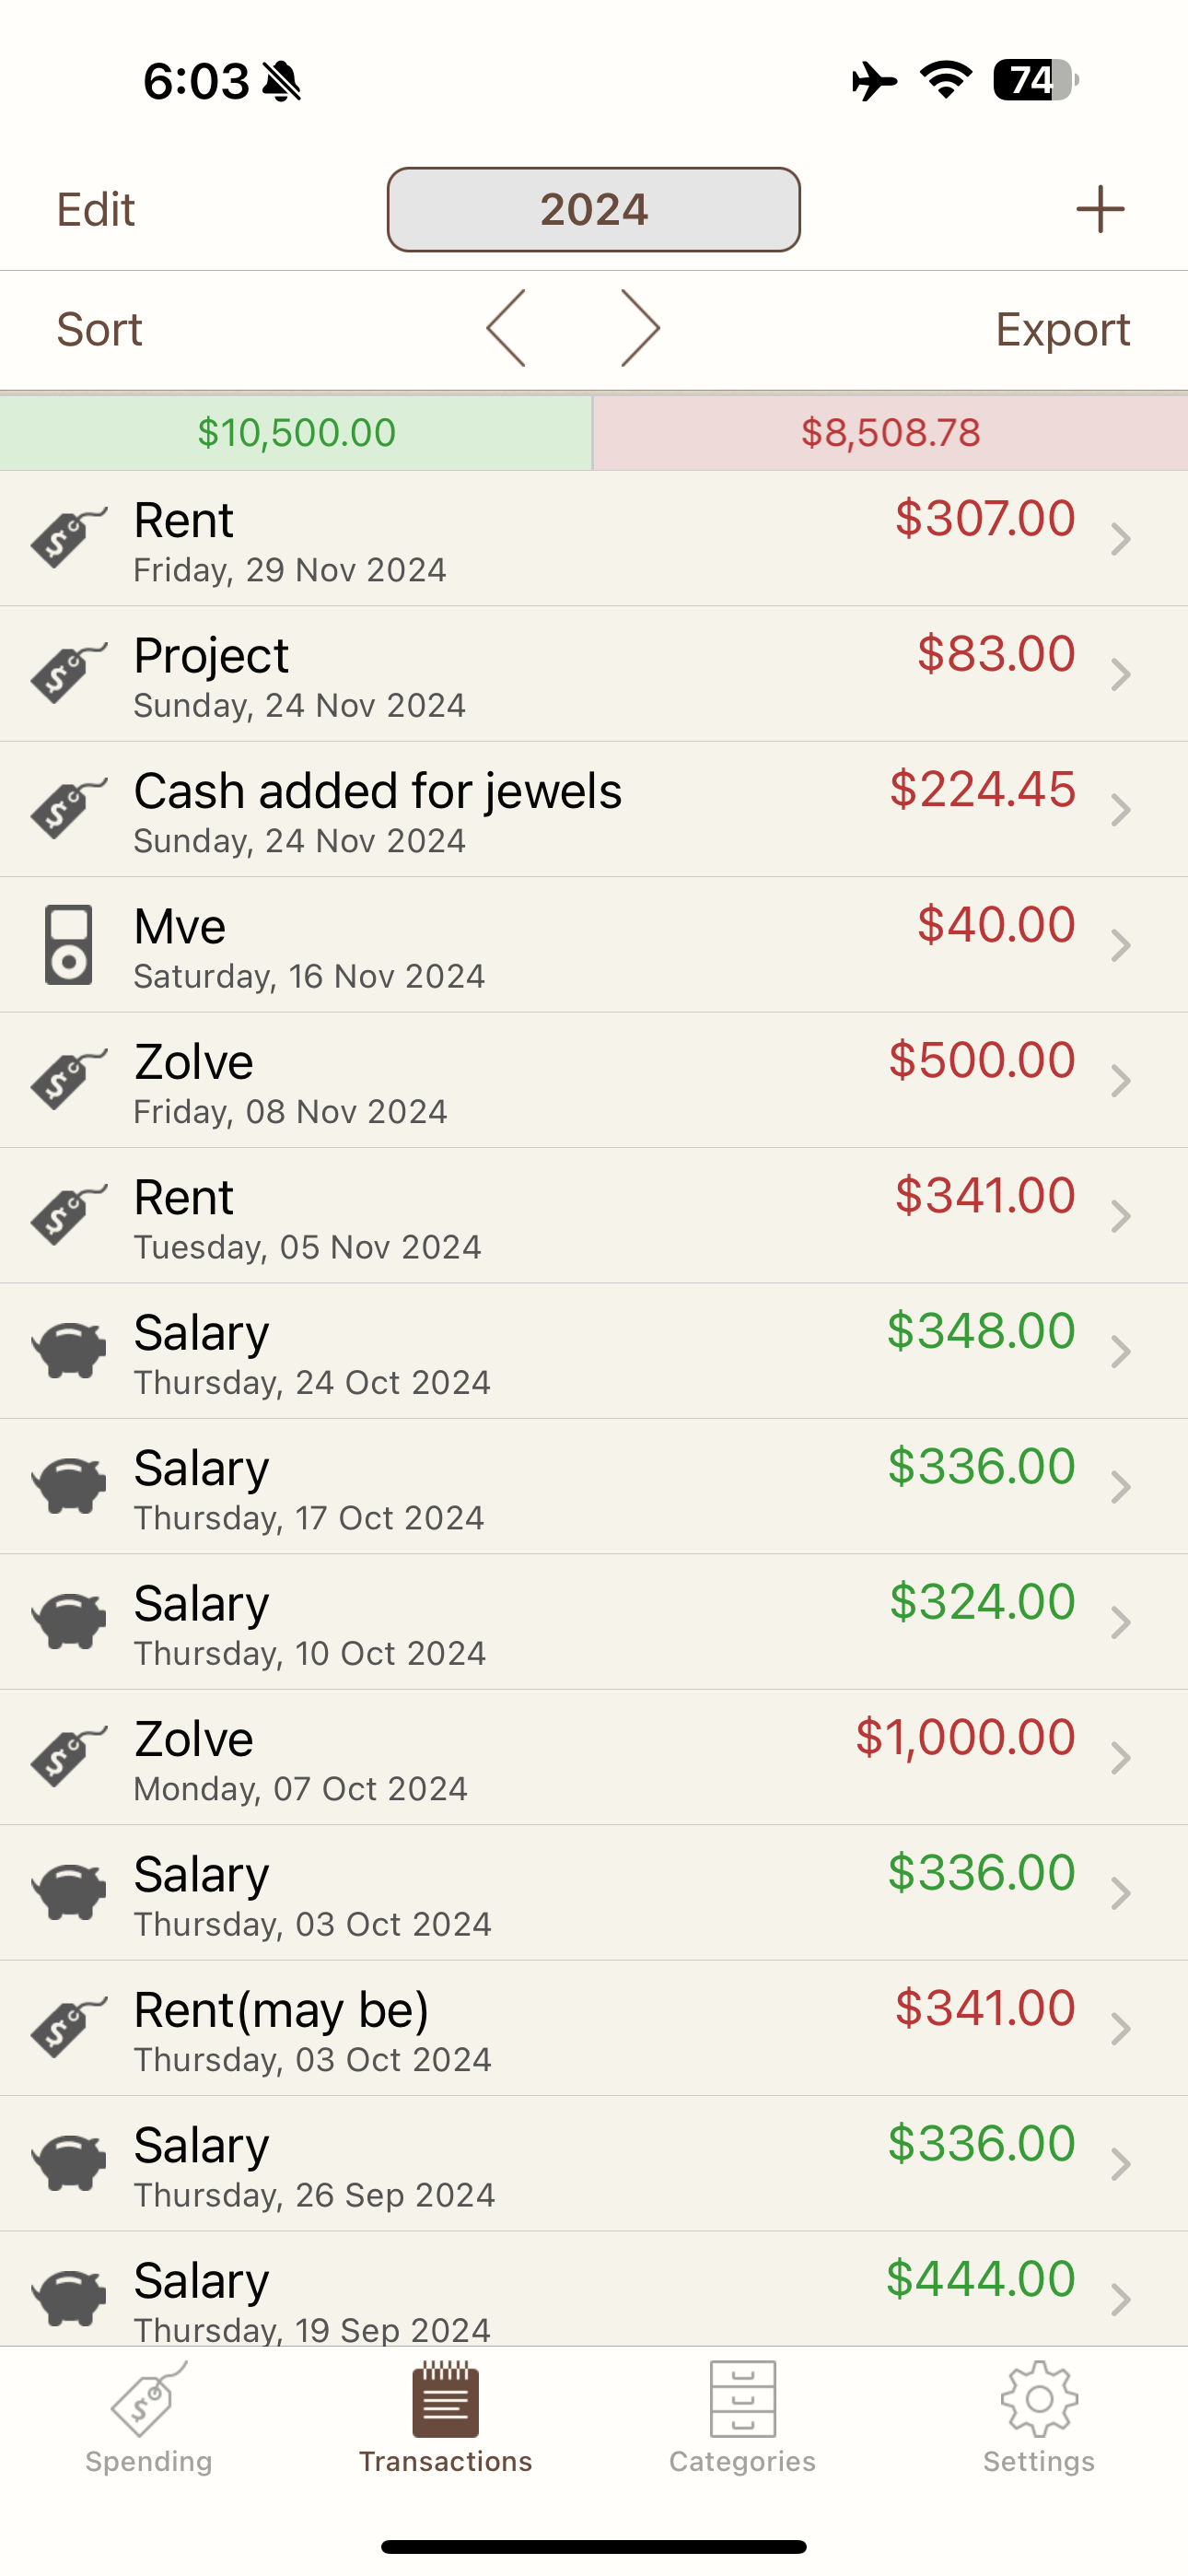 6:03
74
Edit
2024
+
Sort
Export
$10,500.00
$8,508.78
Rent
$307.00
Friday, 29 Nov 2024
Project
$83.00
Sunday, 24 Nov 2024
Cash added for jewels
$224.45
Sunday, 24 Nov 2024
Mve
$40.00
Saturday, 16 Nov 2024
Zolve
$500.00
Friday, 08 Nov 2024
Rent
$341.00
Tuesday, 05 Nov 2024
Salary
$348.00
Thursday, 24 Oct 2024
Salary
$336.00
Thursday, 17 Oct 2024
Salary
$324.00
Thursday, 10 Oct 2024
Zolve
$1,000.00
Monday, 07 Oct 2024
Salary
$336.00
Thursday, 03 Oct 2024
Rent(may be)
$341.00
Thursday, 03 Oct 2024
Salary
$336.00
Thursday, 26 Sep 2024
Salary
$444.00
Thursday, 19 Sep 2024
Spending
Transactions
Categories
Settings